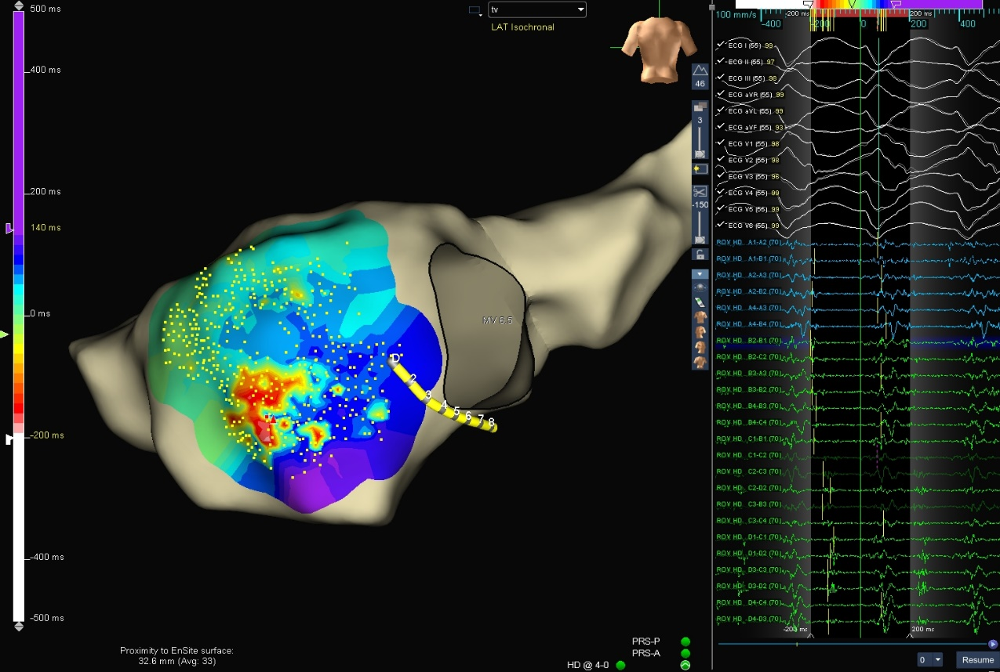 500 ms
400 ms
200 ms
140 ms
0 ms
-200 ms
-400 ms
-500 ms
tv
LAT Isochronal
46
3
-150
MV 6.5
D
2
3
4
5
6
7
8
Proximity to EnSite surface:
32.6 mm (Avg: 33)
PRS-P
PRS-A
HD @ 4-0
100 mm/s
-200 ms
200 ms
-400
-200
0
200
400
ECG I (55) 99
ECG II (55) 97
ECG III (55) 98
ECG aVR (55) 99
ECG aVL (55) 99
ECG aVF (55) 93
ECG V1 (55) 98
ECG V2 (55) 98
ECG V3 (55) 96
ECG V4 (55) 99
ECG V5 (55) 99
ECG V6 (55) 99
ROV HD A1-A2 (70)
ROV HD A1-B1 (70)
ROV HD A2-A3 (70)
ROV HD A2-B2 (70)
ROV HD A4-A3 (70)
ROV HD A4-B4 (70)
ROV HD B2-B1 (70)
ROV HD B2-C2 (70)
ROV HD B3-A3 (70)
ROV HD B3-B2 (70)
ROV HD B4-B3 (70)
ROV HD B4-C4 (70)
ROV HD C1-B1 (70)
ROV HD C1-C2 (70)
ROV HD C2-C3 (70)
ROV HD C2-D2 (70)
ROV HD C3-B3 (70)
ROV HD C3-C4 (70)
ROV HD D1-C1 (70)
ROV HD D1-D2 (70)
ROV HD D3-C3 (70)
ROV HD D3-D2 (70)
ROV HD D4-C4 (70)
ROV HD D4-D3 (70)
-200 ms
200 ms
0
Resume